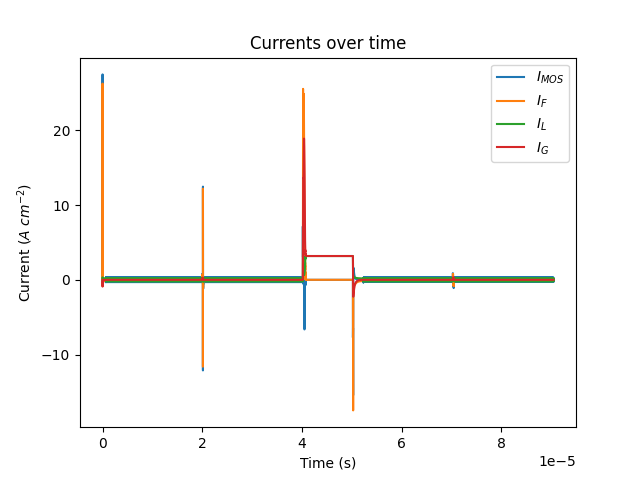 Currents over time
I_MOS
I_F
I_L
I_G
20
10
0
−10
Current (A cm⁻²)
0 2 4 6 8
1e−5
Time (s)